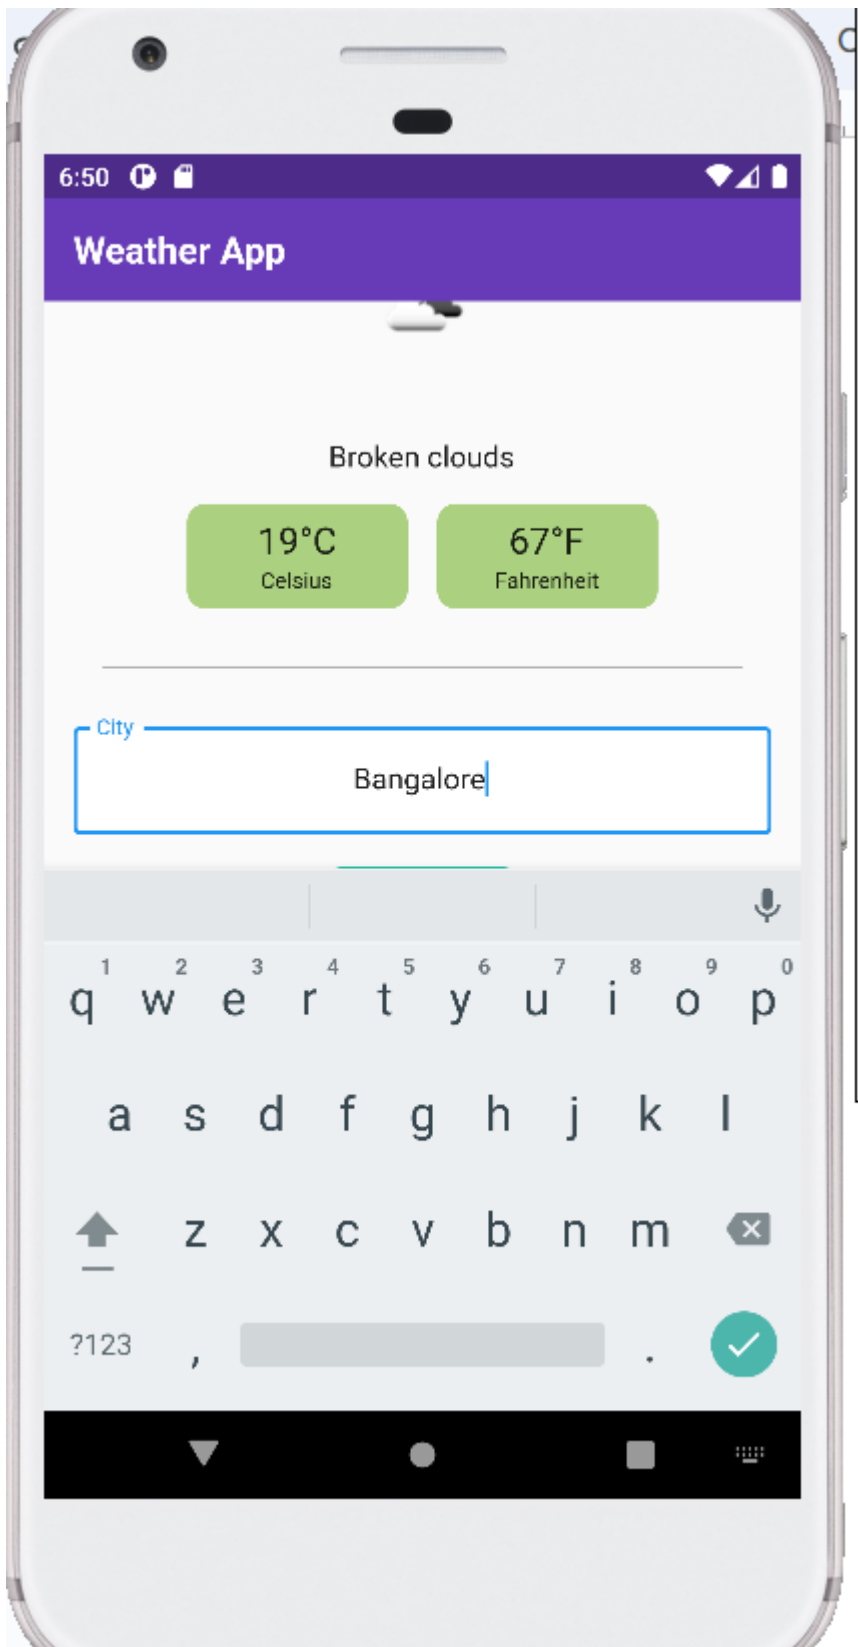 6:50
Weather App
Broken clouds
19°C 67°F
Celsius Fahrenheit
City
Bangalore
1 2 3 4 5 6 7 8 9 0
q w e r t y u i o p
a s d f g h j k l
z x c v b n m
?123 , .